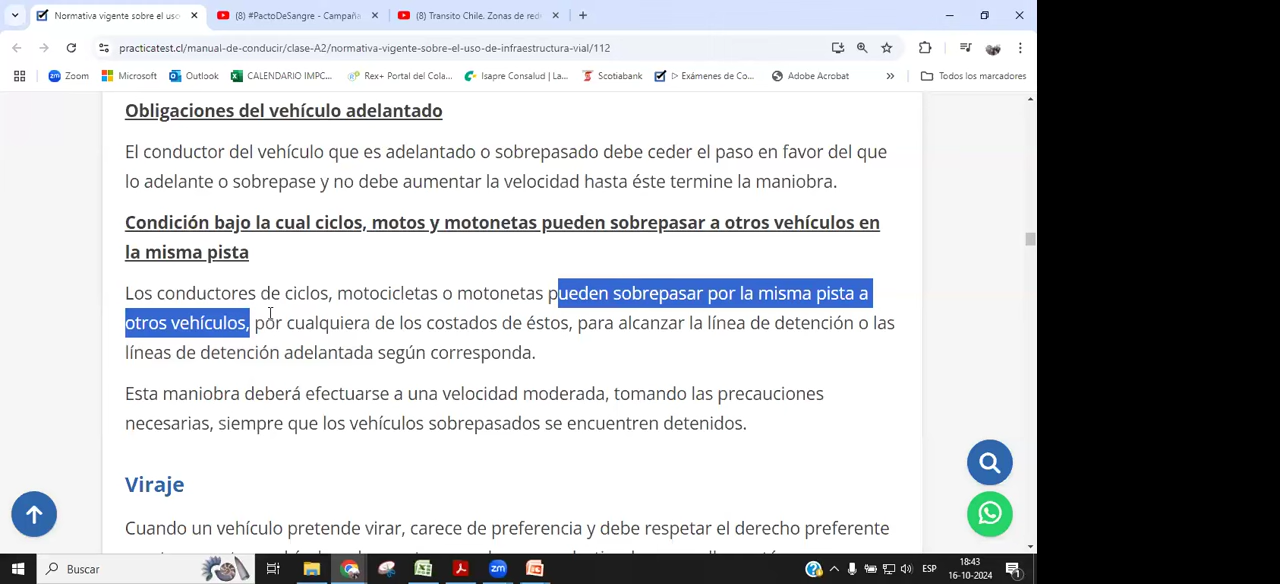 Normativa vigente sobre el uso
(8) #PactoDeSangre - Campaña
(8) Transito Chile. Zonas de red
practicatest.cl/manual-de-conducir/clase-A2/normativa-vigente-sobre-el-uso-de-infraestructura-vial/112
Zoom
Microsoft
Outlook
CALENDARIO IMPC...
Rex+ Portal del Cola...
Isapre Consalud | La...
Scotiabank
▷ Exámenes de Co...
Adobe Acrobat
Todos los marcadores
Obligaciones del vehículo adelantado
El conductor del vehículo que es adelantado o sobrepasado debe ceder el paso en favor del que
lo adelante o sobrepase y no debe aumentar la velocidad hasta éste termine la maniobra.
Condición bajo la cual ciclos, motos y motonetas pueden sobrepasar a otros vehículos en
la misma pista
Los conductores de ciclos, motocicletas o motonetas pueden sobrepasar por la misma pista a
otros vehículos, por cualquiera de los costados de éstos, para alcanzar la línea de detención o las
líneas de detención adelantada según corresponda.
Esta maniobra deberá efectuarse a una velocidad moderada, tomando las precauciones
necesarias, siempre que los vehículos sobrepasados se encuentren detenidos.
Viraje
Cuando un vehículo pretende virar, carece de preferencia y debe respetar el derecho preferente
Buscar
ESP
18:43
16-10-2024
1